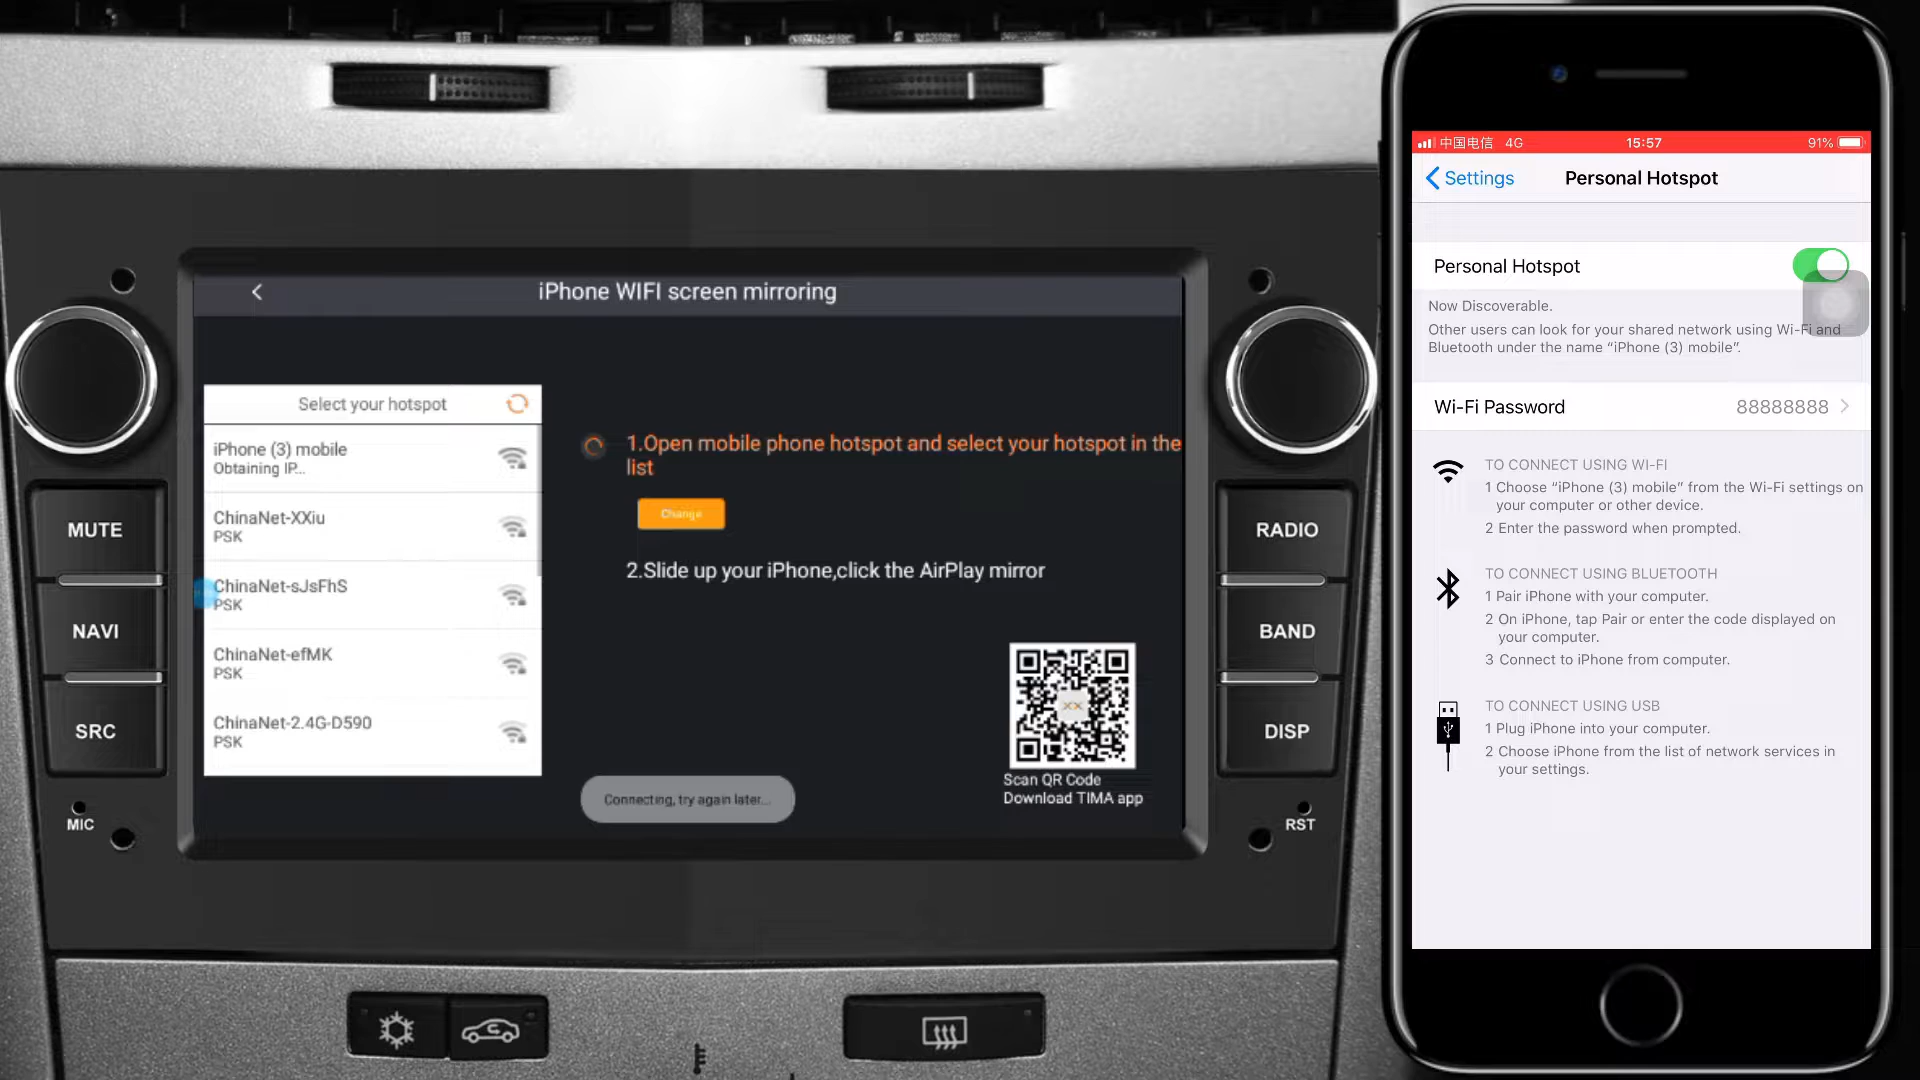 iPhone WIFI screen mirroring
Select your hotspot
iPhone (3) mobile
Obtaining IP...
ChinaNet-XXiu
PSK
ChinaNet-sJsFhS
PSK
ChinaNet-efMK
PSK
ChinaNet-2.4G-D590
PSK
1.Open mobile phone hotspot and select your hotspot in the
list
Change
2.Slide up your iPhone,click the AirPlay mirror
Scan QR Code
Download TIMA app
Connecting, try again later...
MUTE
NAVI
SRC
MIC
RADIO
BAND
DISP
RST
中国电信 4G 15:57 91%
Settings Personal Hotspot
Personal Hotspot
Now Discoverable.
Other users can look for your shared network using Wi-Fi and
Bluetooth under the name “iPhone (3) mobile”.
Wi-Fi Password 88888888
TO CONNECT USING WI-FI
1 Choose “iPhone (3) mobile” from the Wi-Fi settings on
your computer or other device.
2 Enter the password when prompted.
TO CONNECT USING BLUETOOTH
1 Pair iPhone with your computer.
2 On iPhone, tap Pair or enter the code displayed on
your computer.
3 Connect to iPhone from computer.
TO CONNECT USING USB
1 Plug iPhone into your computer.
2 Choose iPhone from the list of network services in
your settings.